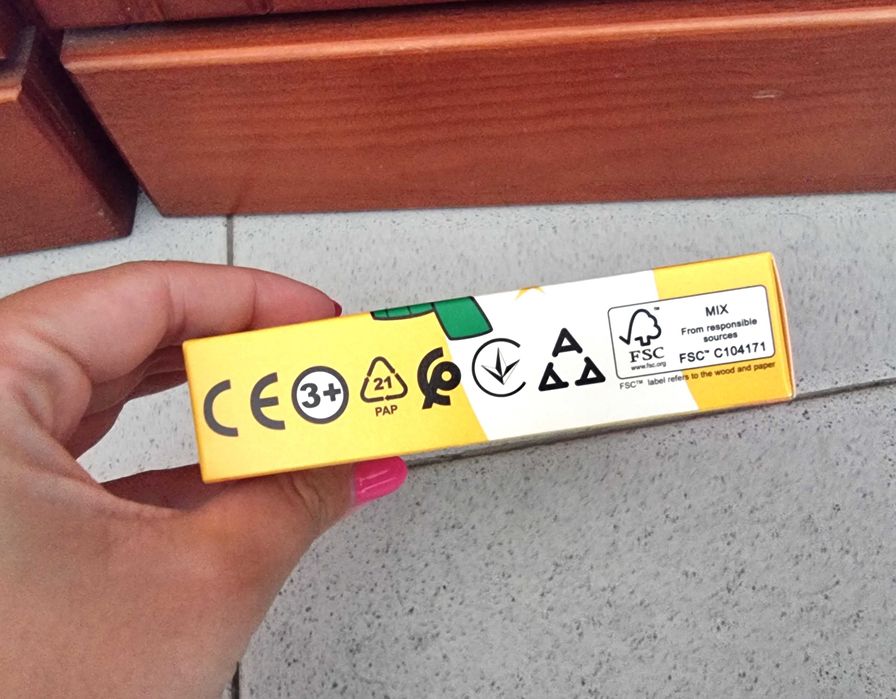 CE
3+
21
PAP
FSC™
www.fsc.org
MIX
From responsible
sources
FSC™ C104171
FSC™ label refers to the wood and paper